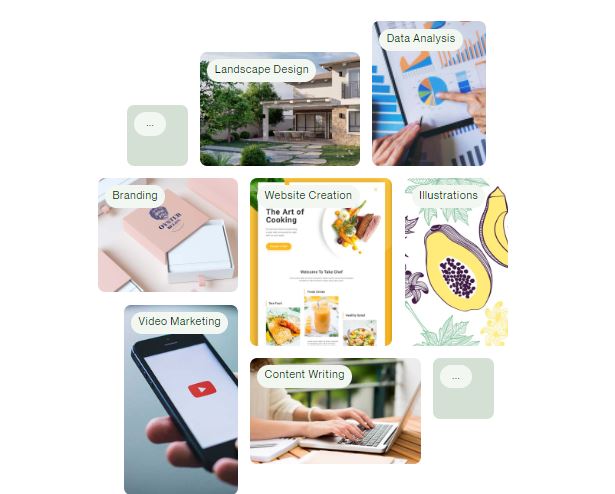 Data Analysis
Landscape Design
...
Branding
Website Creation
Illustrations
The Art of
Cooking
Welcome To Take Chef
Video Marketing
Content Writing
...